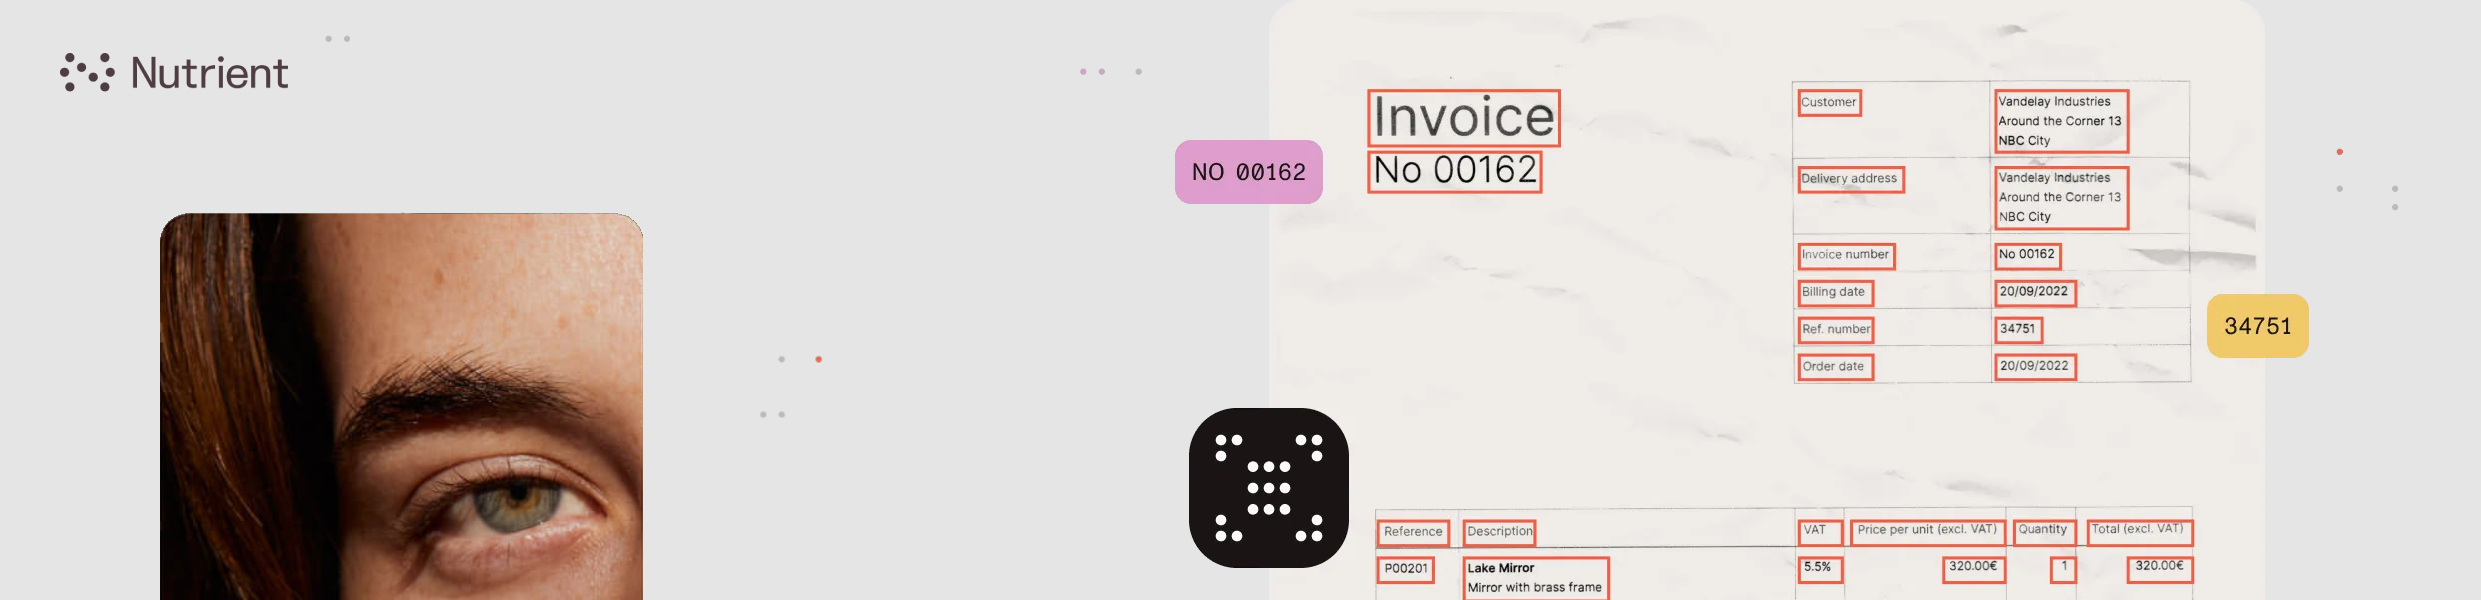 Nutrient
NO 00162
Invoice
No 00162
Customer
Vandelay Industries
Around the Corner 13
NBC City
Delivery address
Vandelay Industries
Around the Corner 13
NBC City
Invoice number
No 00162
Billing date
20/09/2022
Ref. number
34751
Order date
20/09/2022
34751
Reference
Description
VAT
Price per unit (excl. VAT)
Quantity
Total (excl. VAT)
P00201
Lake Mirror
Mirror with brass frame
5.5%
320.00€
1
320.00€